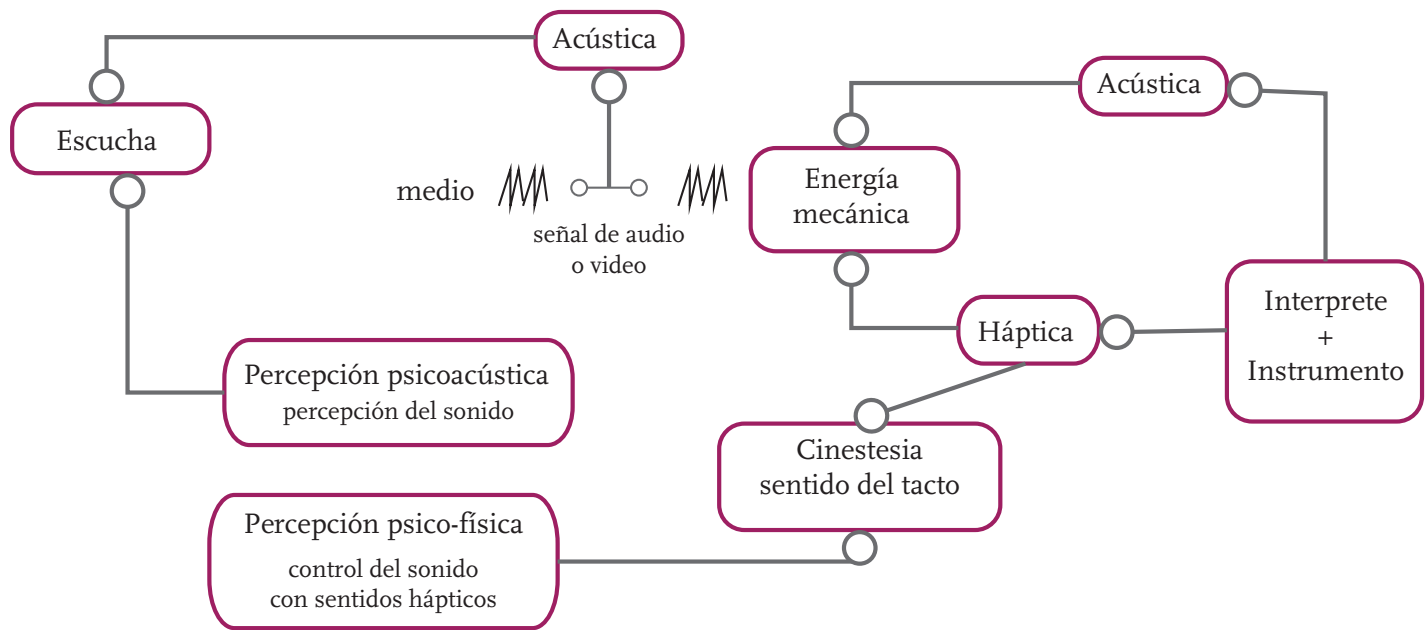 Acústica
Acústica
Escucha
Energía
mecánica
medio
señal de audio
o video
Interprete
+
Instrumento
Háptica
Percepción psicoacústica
percepción del sonido
Cinestesia
sentido del tacto
Percepción psico-física
control del sonido
con sentidos hápticos